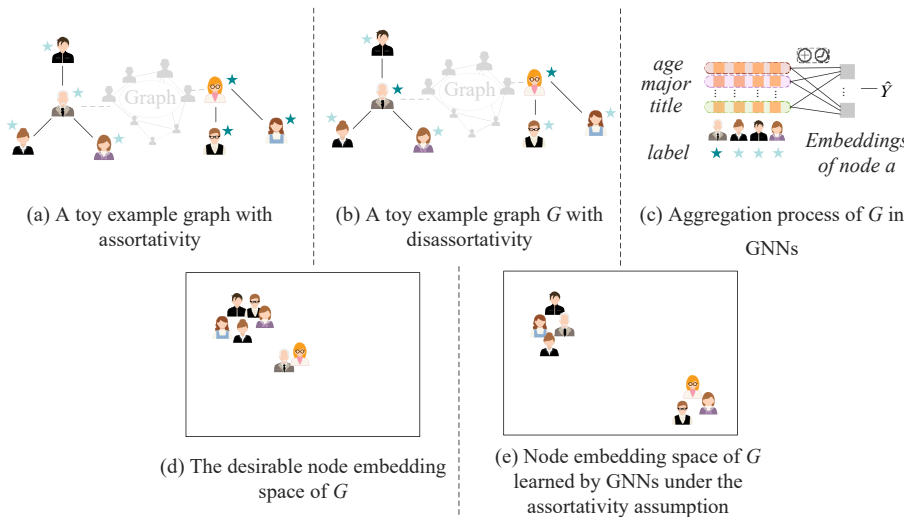 Graph
Graph
age
major
title
label
Ŷ
Embeddings
of node a
(a) A toy example graph with
assortativity
(b) A toy example graph G with
disassortativity
(c) Aggregation process of G in
GNNs
(d) The desirable node embedding
space of G
(e) Node embedding space of G
learned by GNNs under the
assortativity assumption